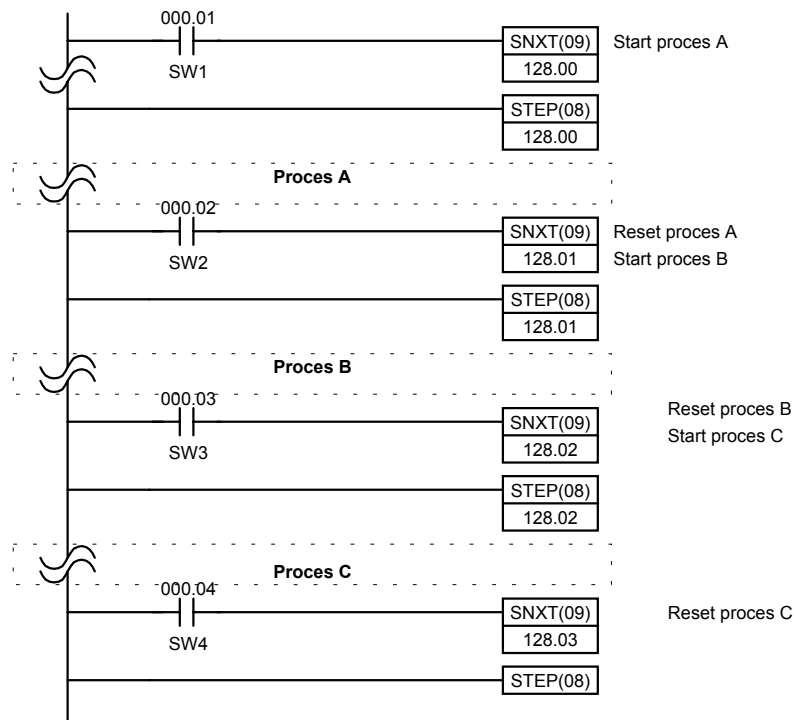 000.01
SW1
SNXT(09) Start proces A
128.00
STEP(08)
128.00
Proces A
000.02
SW2
SNXT(09) Reset proces A
128.01 Start proces B
STEP(08)
128.01
Proces B
000.03
SW3
SNXT(09) Reset proces B
128.02 Start proces C
STEP(08)
128.02
Proces C
000.04
SW4
SNXT(09) Reset proces C
128.03
STEP(08)